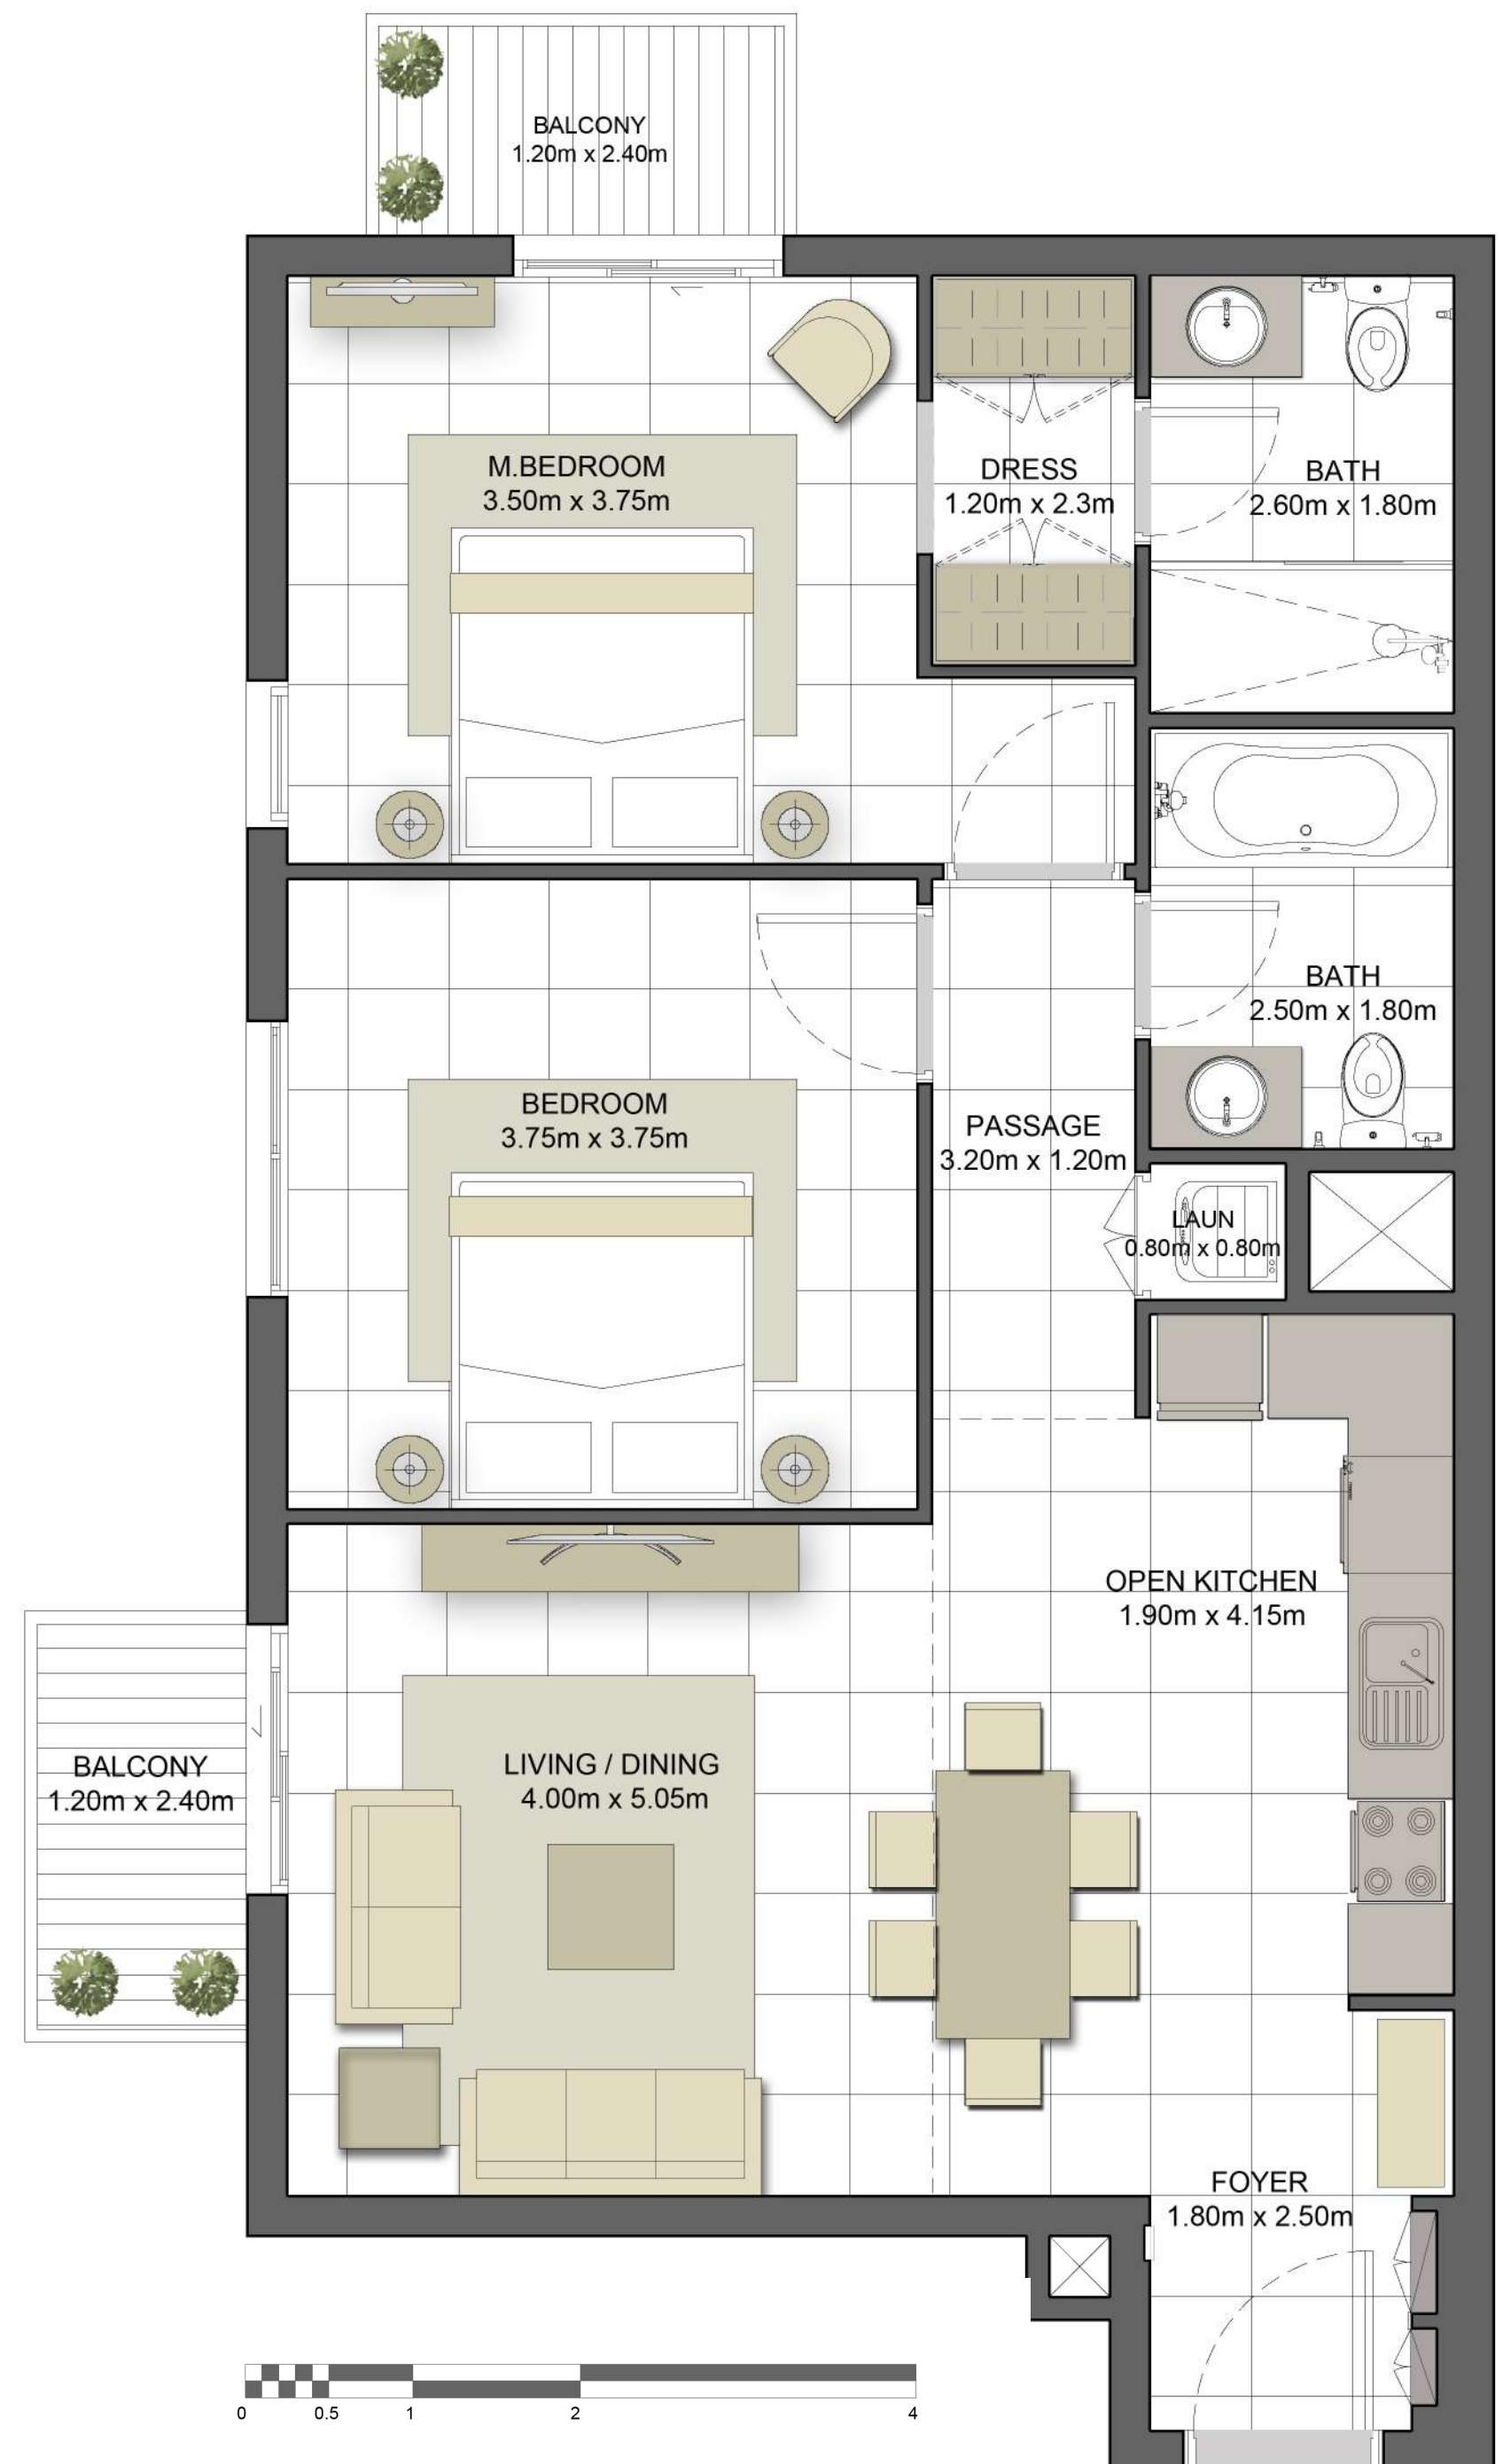 BALCONY
1.20m x 2.40m
M.BEDROOM
3.50m x 3.75m
DRESS
1.20m x 2.3m
BATH
2.60m x 1.80m
BATH
2.50m x 1.80m
BEDROOM
3.75m x 3.75m
PASSAGE
3.20m x 1.20m
LAUN
0.80m x 0.80m
OPEN KITCHEN
1.90m x 4.15m
LIVING / DINING
4.00m x 5.05m
BALCONY
1.20m x 2.40m
FOYER
1.80m x 2.50m
0 0.5 1 2 4